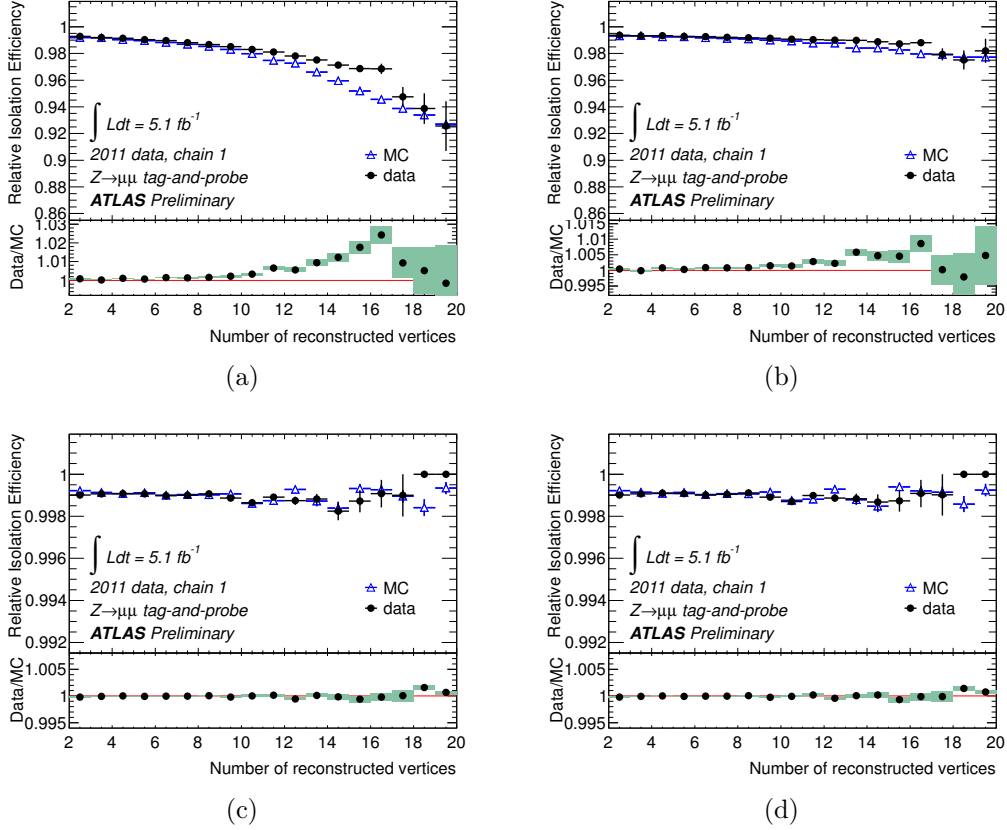 Relative Isolation Efficiency
1
0.98
0.96
0.94
0.92
0.9
0.88
0.86
∫ Ldt = 5.1 fb⁻¹
2011 data, chain 1
Z→μμ tag-and-probe
ATLAS Preliminary
MC
data
Data/MC
1.03
1.02
1.01
1
2 4 6 8 10 12 14 16 18 20
Number of reconstructed vertices
(a)
Relative Isolation Efficiency
1
0.98
0.96
0.94
0.92
0.9
0.88
0.86
∫ Ldt = 5.1 fb⁻¹
2011 data, chain 1
Z→μμ tag-and-probe
ATLAS Preliminary
MC
data
Data/MC
1.015
1.01
1.005
1
0.995
2 4 6 8 10 12 14 16 18 20
Number of reconstructed vertices
(b)
Relative Isolation Efficiency
1
0.998
0.996
0.994
0.992
∫ Ldt = 5.1 fb⁻¹
2011 data, chain 1
Z→μμ tag-and-probe
ATLAS Preliminary
MC
data
Data/MC
1.005
1
0.995
2 4 6 8 10 12 14 16 18 20
Number of reconstructed vertices
(c)
Relative Isolation Efficiency
1
0.998
0.996
0.994
0.992
∫ Ldt = 5.1 fb⁻¹
2011 data, chain 1
Z→μμ tag-and-probe
ATLAS Preliminary
MC
data
Data/MC
1.005
1
0.995
2 4 6 8 10 12 14 16 18 20
Number of reconstructed vertices
(d)